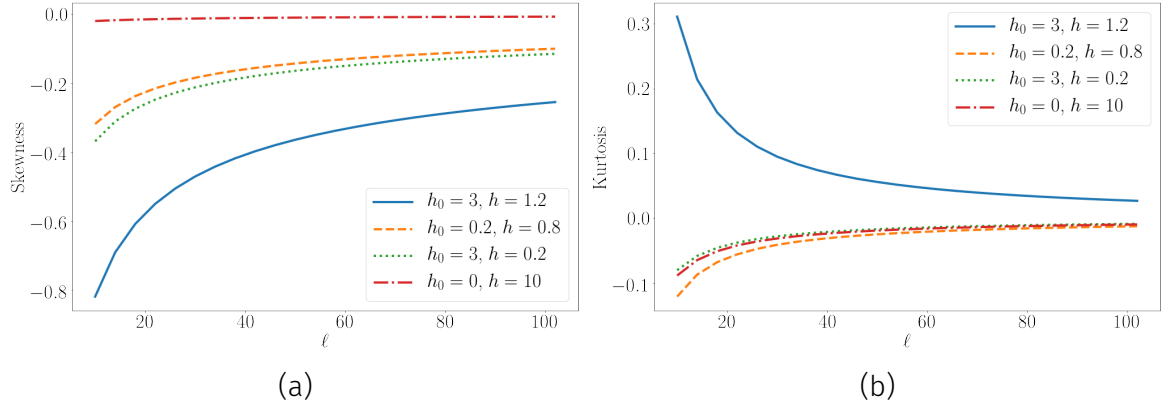 0.0
−0.2
−0.4
−0.6
−0.8
Skewness
20 40 60 80 100
ℓ
h₀ = 3, h = 1.2
h₀ = 0.2, h = 0.8
h₀ = 3, h = 0.2
h₀ = 0, h = 10
(a)
0.3
0.2
0.1
0.0
−0.1
Kurtosis
20 40 60 80 100
ℓ
h₀ = 3, h = 1.2
h₀ = 0.2, h = 0.8
h₀ = 3, h = 0.2
h₀ = 0, h = 10
(b)